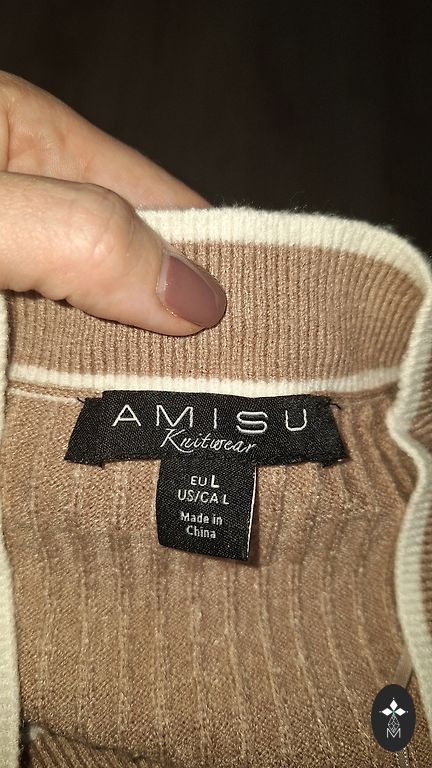 AMISU
Knitwear
EU L
US/CA L
Made in
China
M